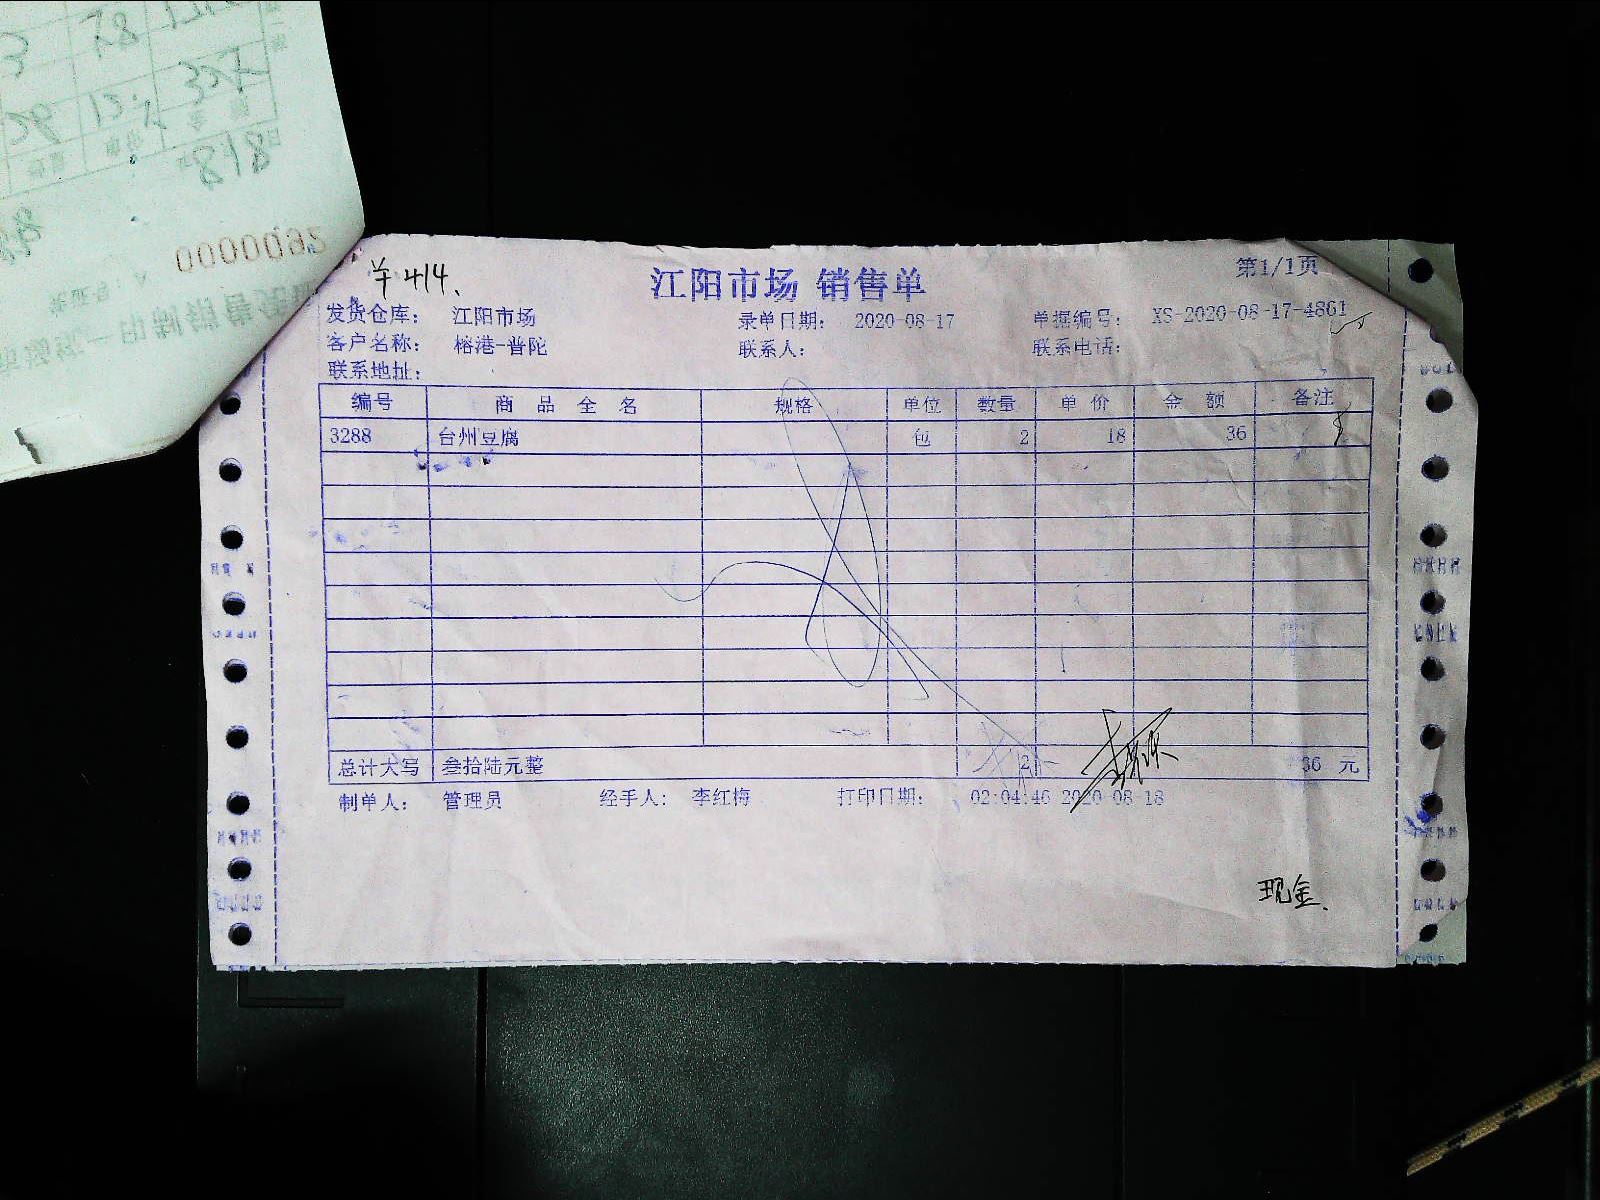 818
0000092
414
江阳市场 销售单
第1/1页
发货仓库： 江阳市场 录单日期： 2020-08-17 单据编号： XS-2020-08-17-4861
客户名称： 榕港-普陀 联系人： 联系电话：
联系地址：
编号 商品全名 规格 单位 数量 单价 金额 备注
3288 台州豆腐 包 2 18 36
总计大写 叁拾陆元整 2 36 元
制单人： 管理员 经手人： 李红梅 打印日期： 02:04:46 2020-08-18
现金